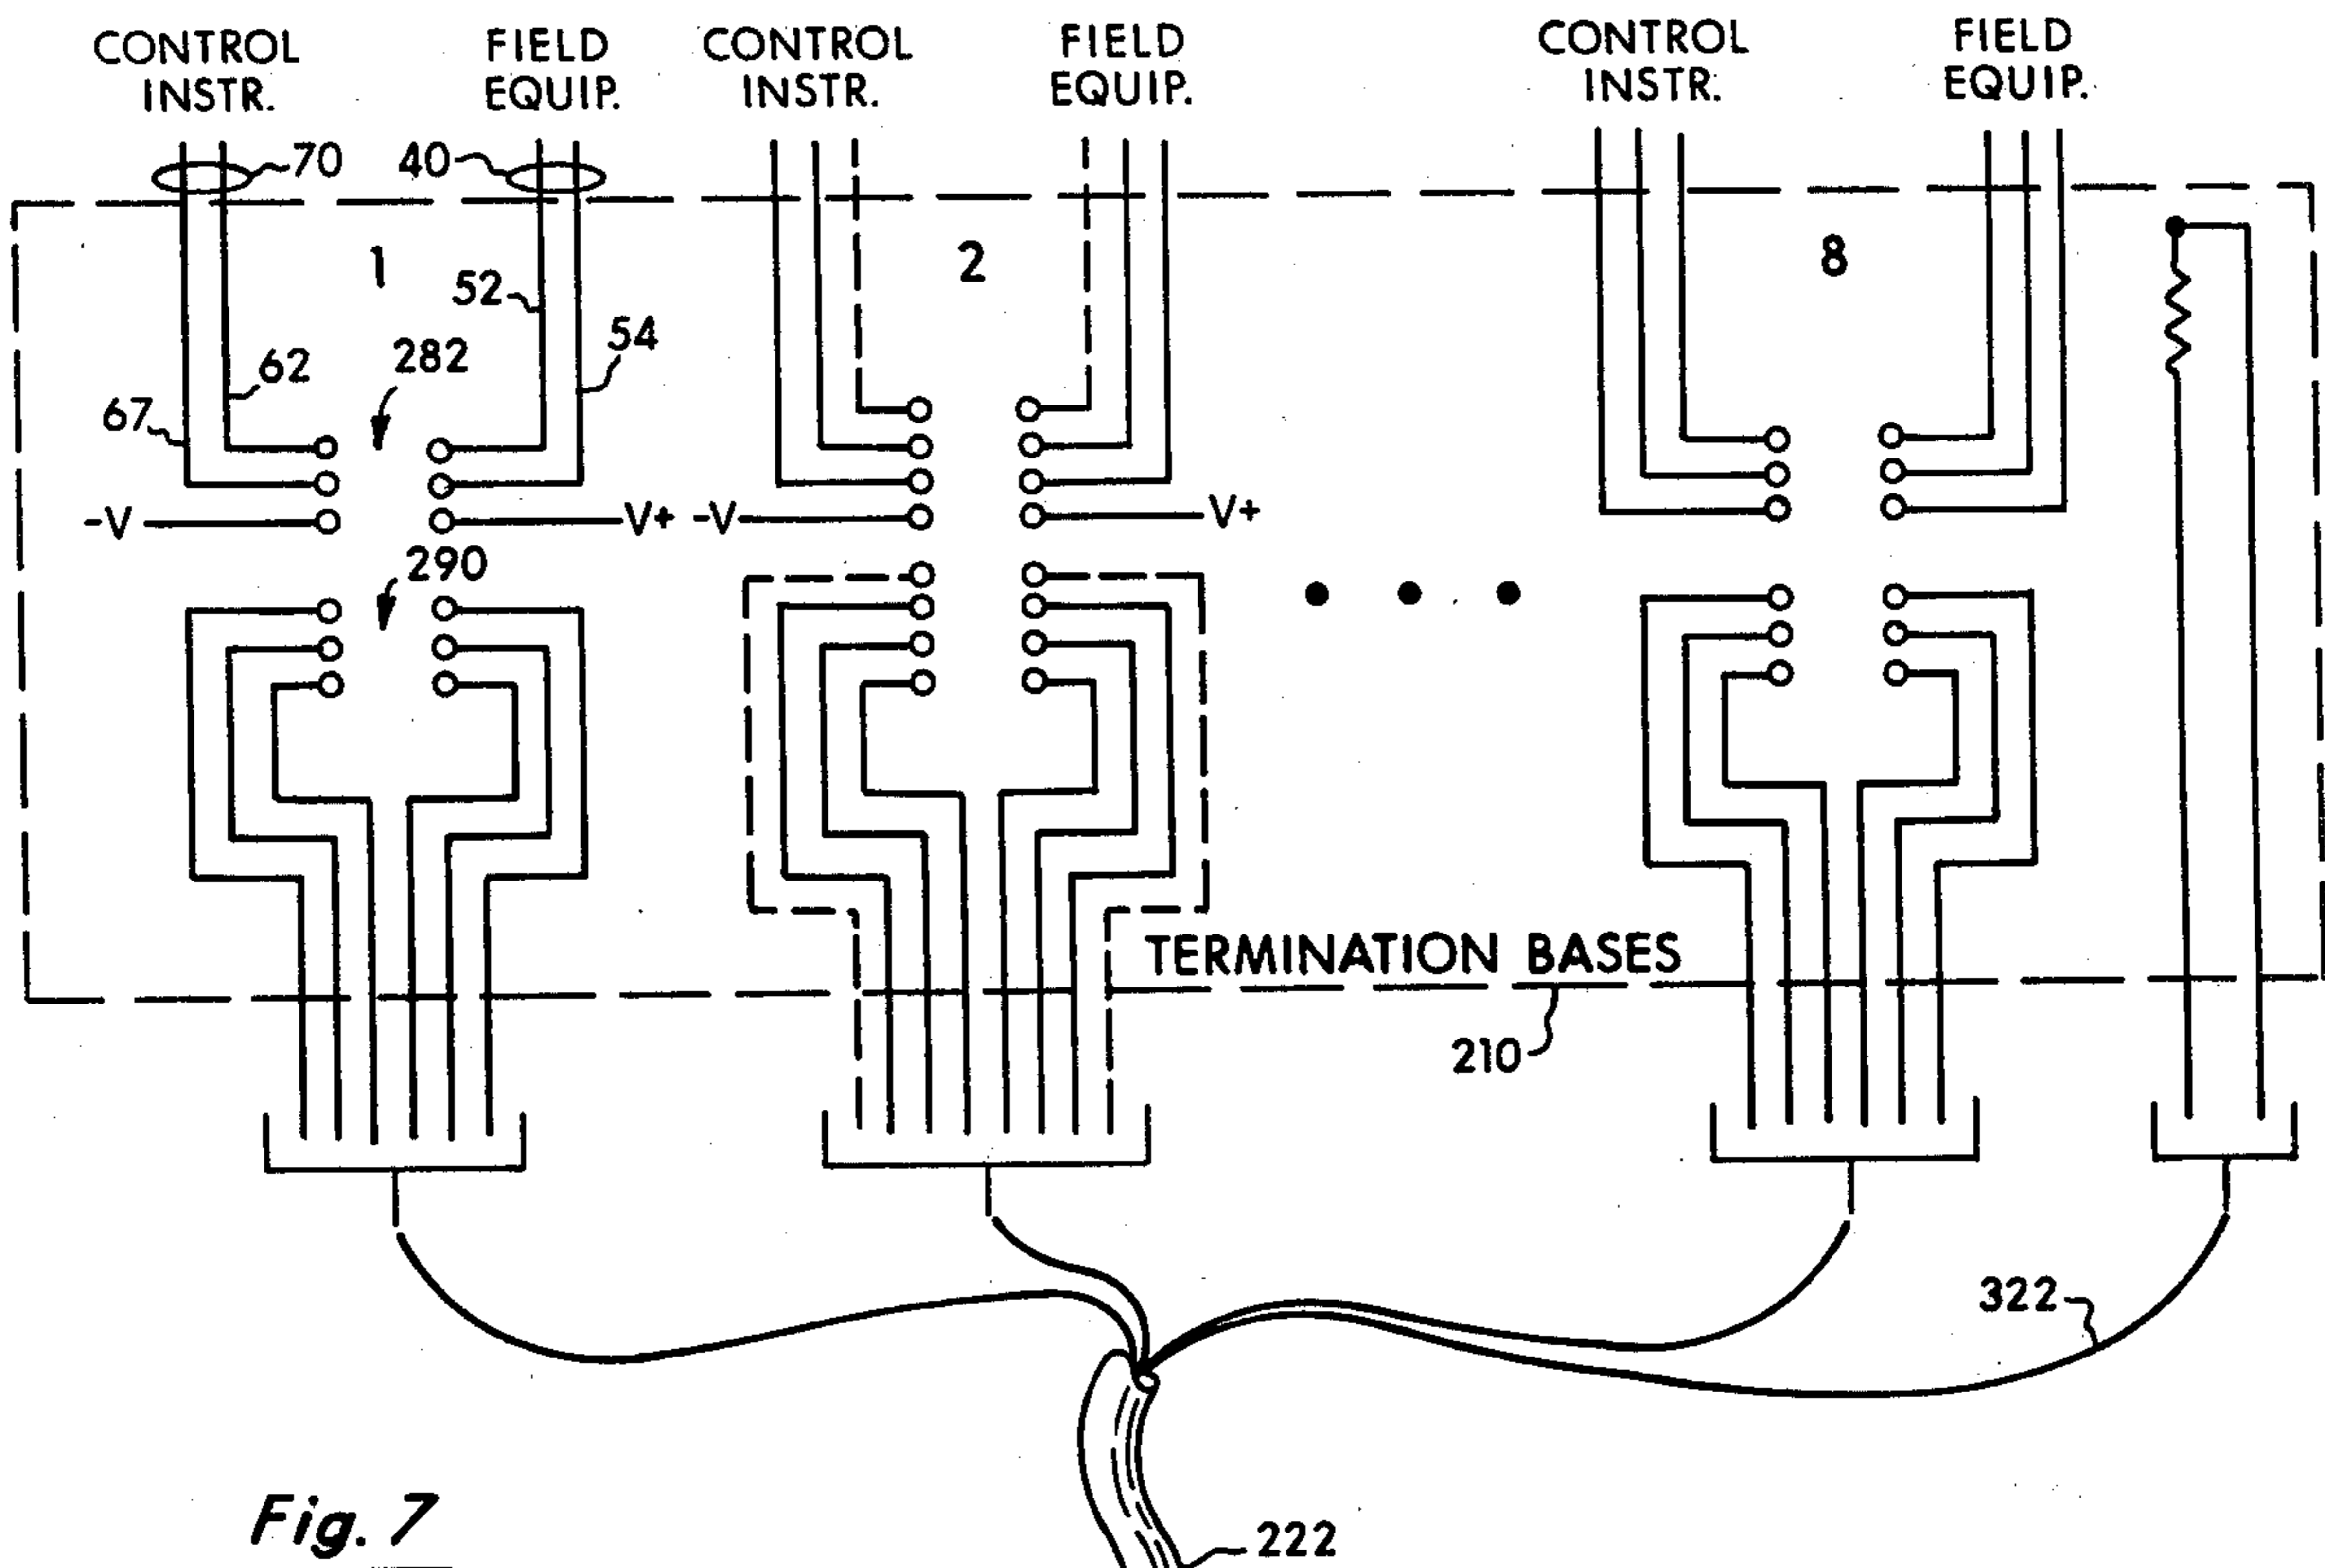 CONTROL INSTR.
FIELD EQUIP.
CONTROL INSTR.
FIELD EQUIP.
CONTROL INSTR.
FIELD EQUIP.
70
40
1
2
8
52
54
282
62
67
-V
V+
-V
V+
290
TERMINATION BASES
210
322
Fig. 7
222